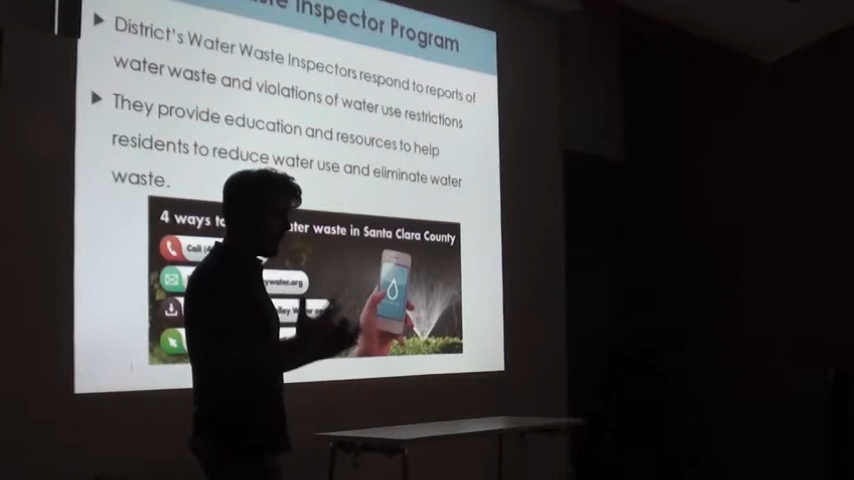 Inspector Program
District's Water Waste Inspectors respond to reports of
water waste and violations of water use restrictions
They provide education and resources to help
residents to reduce water use and eliminate water
waste.
4 ways water waste in Santa Clara County
Call